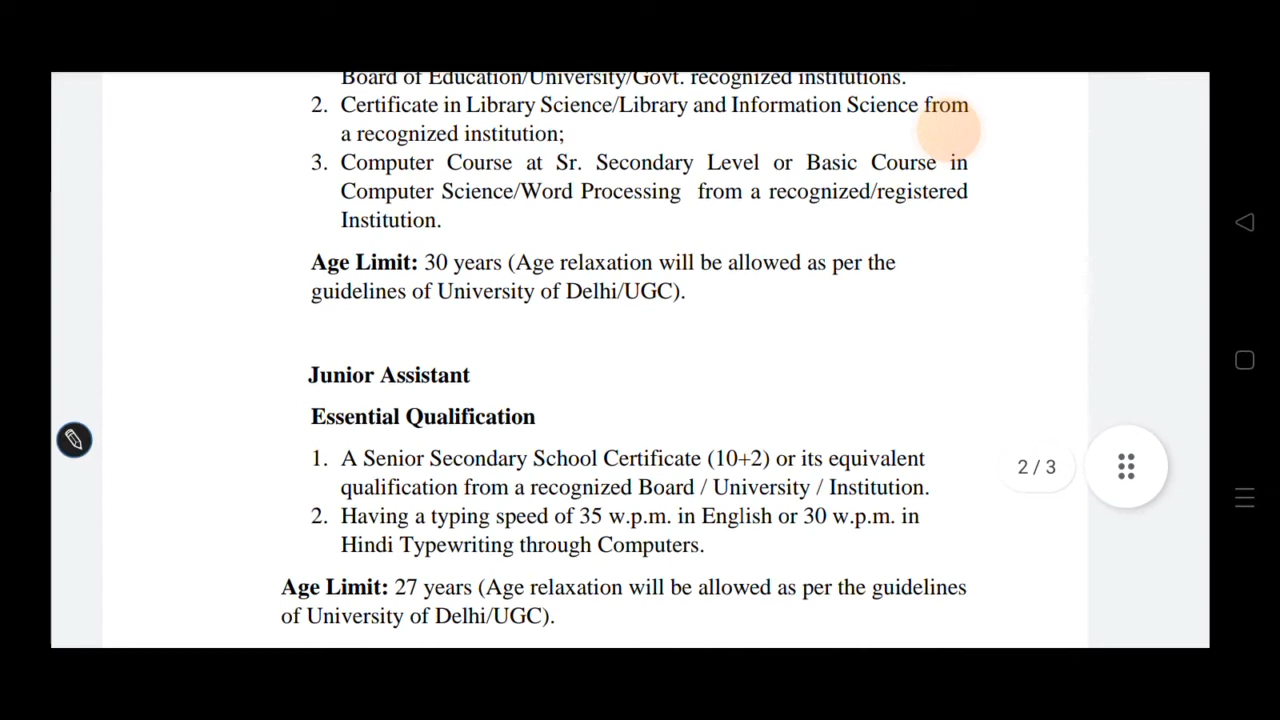 Board of Education/University/Govt. recognized institutions.
2. Certificate in Library Science/Library and Information Science from
a recognized institution;
3. Computer Course at Sr. Secondary Level or Basic Course in
Computer Science/Word Processing from a recognized/registered
Institution.
Age Limit: 30 years (Age relaxation will be allowed as per the
guidelines of University of Delhi/UGC).
Junior Assistant
Essential Qualification
1. A Senior Secondary School Certificate (10+2) or its equivalent
qualification from a recognized Board / University / Institution.
2. Having a typing speed of 35 w.p.m. in English or 30 w.p.m. in
Hindi Typewriting through Computers.
Age Limit: 27 years (Age relaxation will be allowed as per the guidelines
of University of Delhi/UGC).
2 / 3